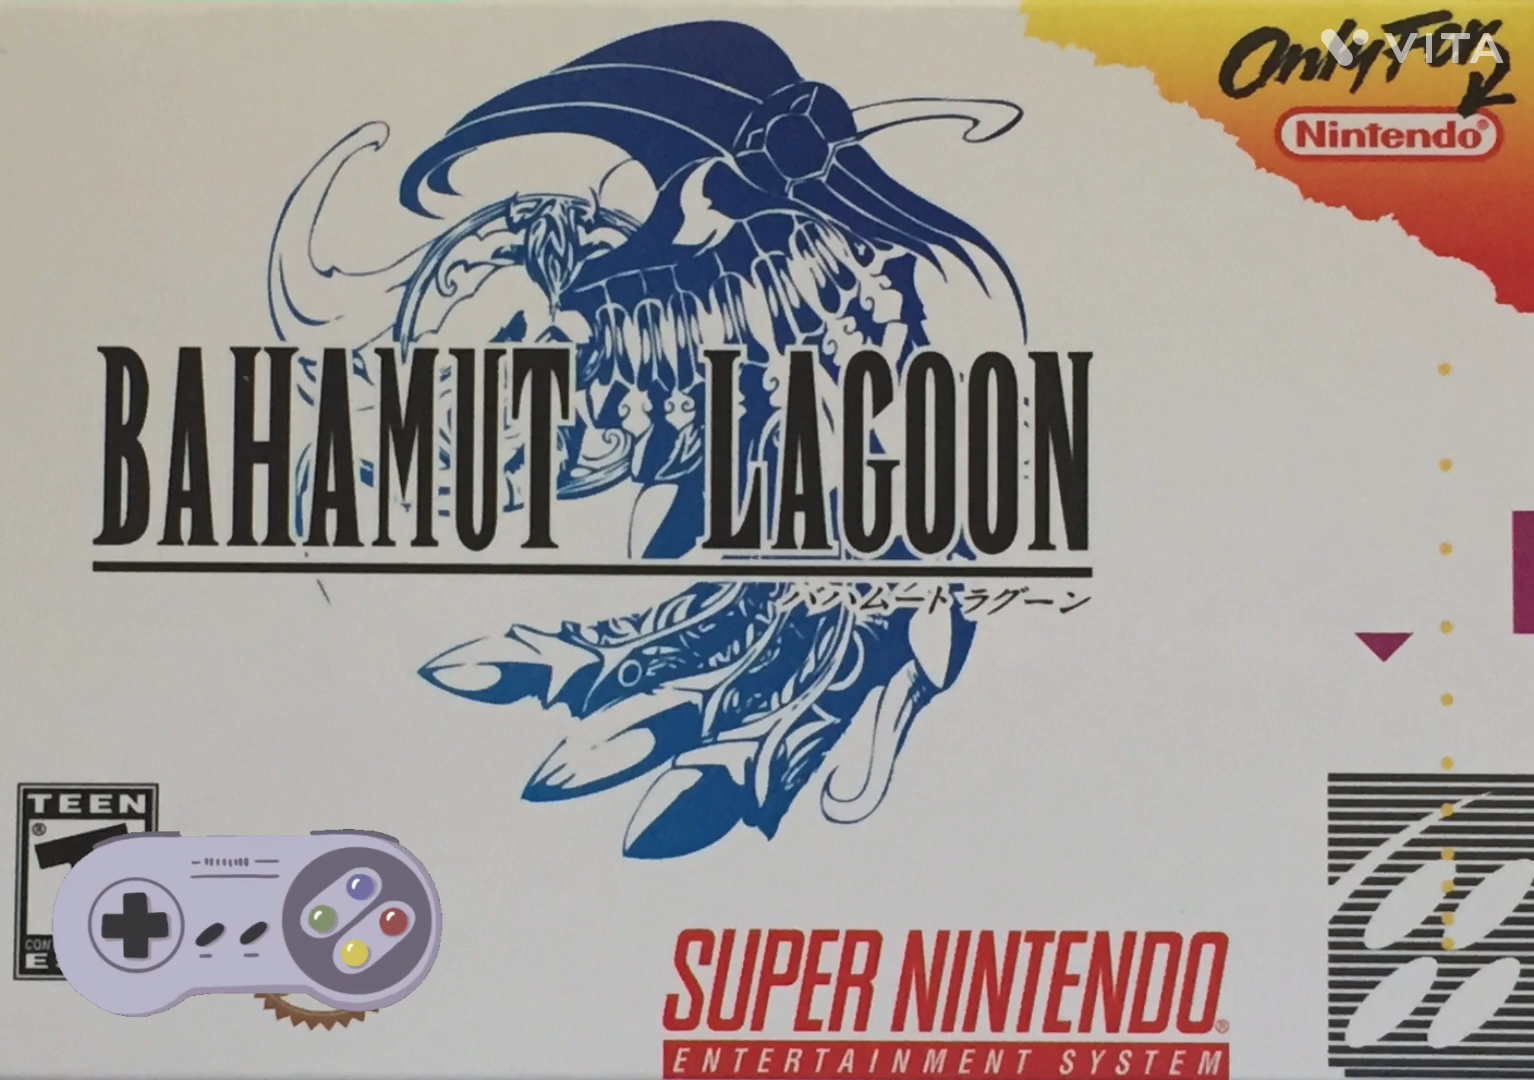 Only For
VITA
Nintendo®
BAHAMUT LAGOON
バハムート ラグーン
TEEN
®
CON
E
SUPER NINTENDO®
ENTERTAINMENT SYSTEM